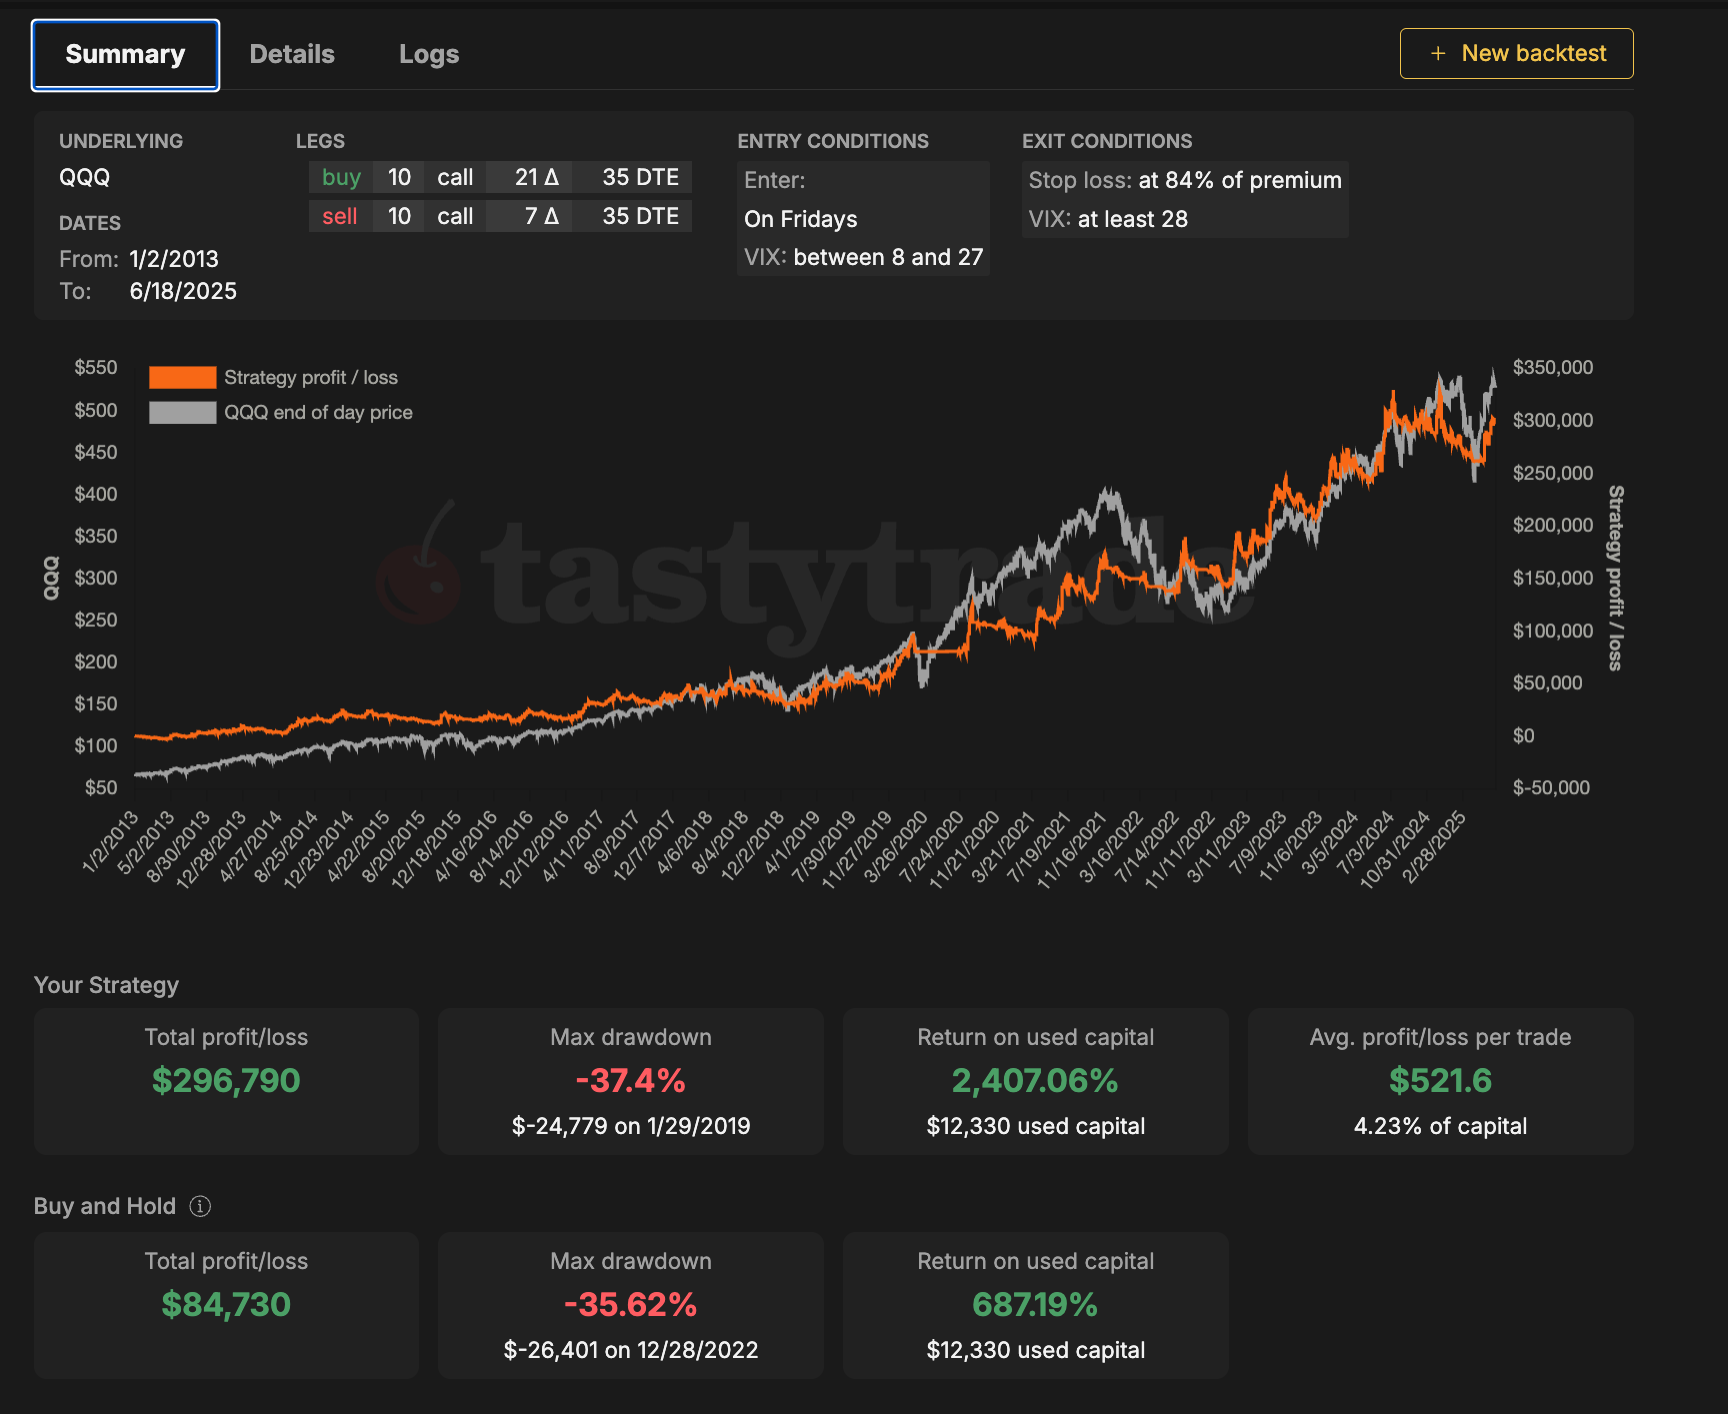 Summary
Details
Logs
+ New backtest
UNDERLYING
QQQ
DATES
From: 1/2/2013
To: 6/18/2025
LEGS
buy 10 call 21 Δ 35 DTE
sell 10 call 7 Δ 35 DTE
ENTRY CONDITIONS
Enter:
On Fridays
VIX: between 8 and 27
EXIT CONDITIONS
Stop loss: at 84% of premium
VIX: at least 28
Strategy profit / loss
QQQ end of day price
tastytrade
QQQ
$550
$500
$450
$400
$350
$300
$250
$200
$150
$100
$50
$350,000
$300,000
$250,000
$200,000
$150,000
$100,000
$50,000
$0
$-50,000
Strategy profit / loss
1/2/2013
5/2/2013
8/30/2013
12/28/2013
4/27/2014
8/25/2014
12/23/2014
4/22/2015
8/20/2015
12/18/2015
4/16/2016
8/14/2016
12/12/2016
4/11/2017
8/9/2017
12/7/2017
4/6/2018
8/4/2018
12/2/2018
4/1/2019
7/30/2019
11/27/2019
3/26/2020
7/24/2020
11/21/2020
3/21/2021
7/19/2021
11/16/2021
3/16/2022
7/14/2022
11/11/2022
3/11/2023
7/9/2023
11/6/2023
3/5/2024
7/3/2024
10/31/2024
2/28/2025
Your Strategy
Total profit/loss
$296,790
Max drawdown
-37.4%
$-24,779 on 1/29/2019
Return on used capital
2,407.06%
$12,330 used capital
Avg. profit/loss per trade
$521.6
4.23% of capital
Buy and Hold
Total profit/loss
$84,730
Max drawdown
-35.62%
$-26,401 on 12/28/2022
Return on used capital
687.19%
$12,330 used capital